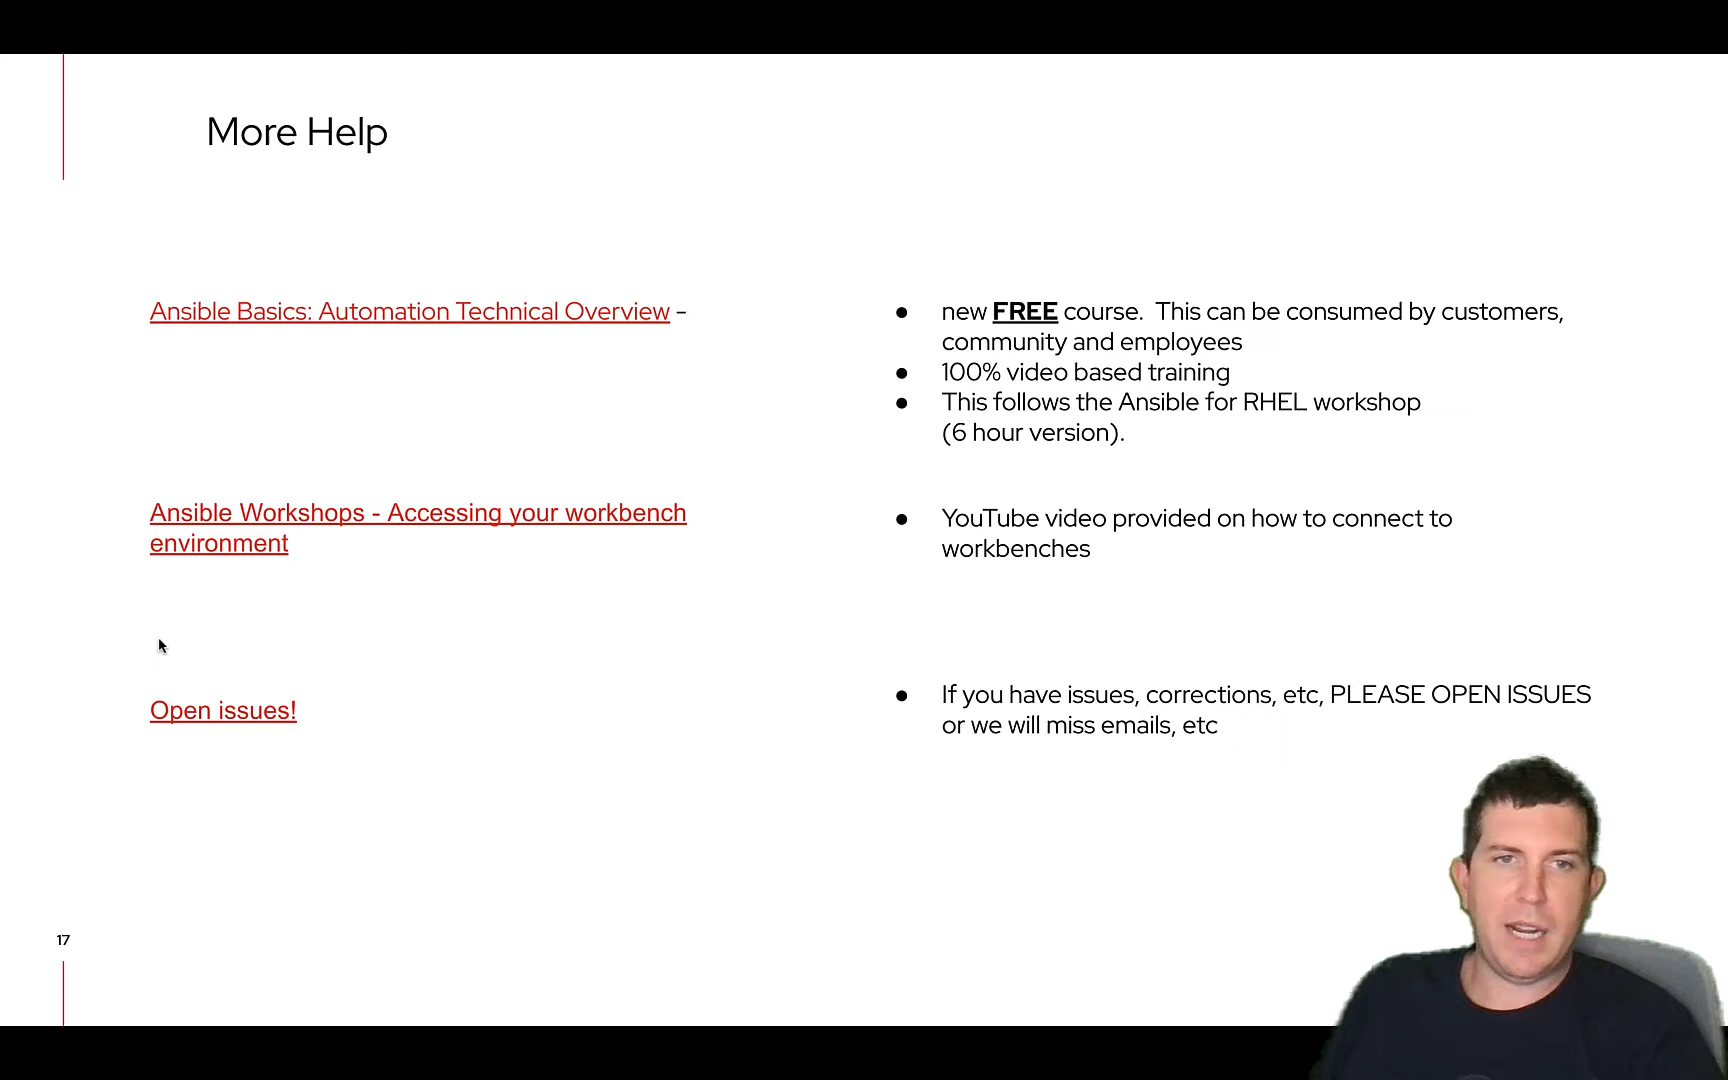 More Help
Ansible Basics: Automation Technical Overview –
● new FREE course.  This can be consumed by customers,
community and employees
● 100% video based training
● This follows the Ansible for RHEL workshop
(6 hour version).
Ansible Workshops - Accessing your workbench
environment
● YouTube video provided on how to connect to
workbenches
Open issues!
● If you have issues, corrections, etc, PLEASE OPEN ISSUES
or we will miss emails, etc
17